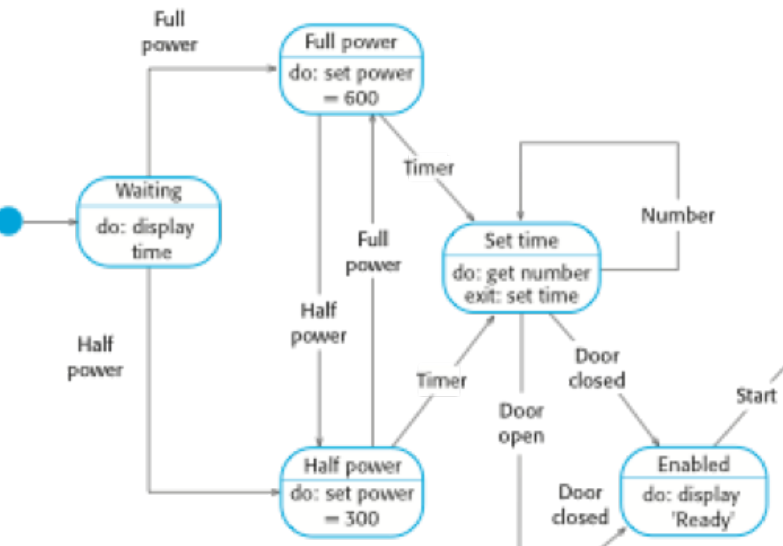 Full
power
Full power
do: set power
= 600
Timer
Waiting
do: display
time
Number
Set time
do: get number
exit: set time
Full
power
Half
power
Half
power
Timer
Door
closed
Door
open
Start
Half power
do: set power
= 300
Enabled
do: display
'Ready'
Door
closed